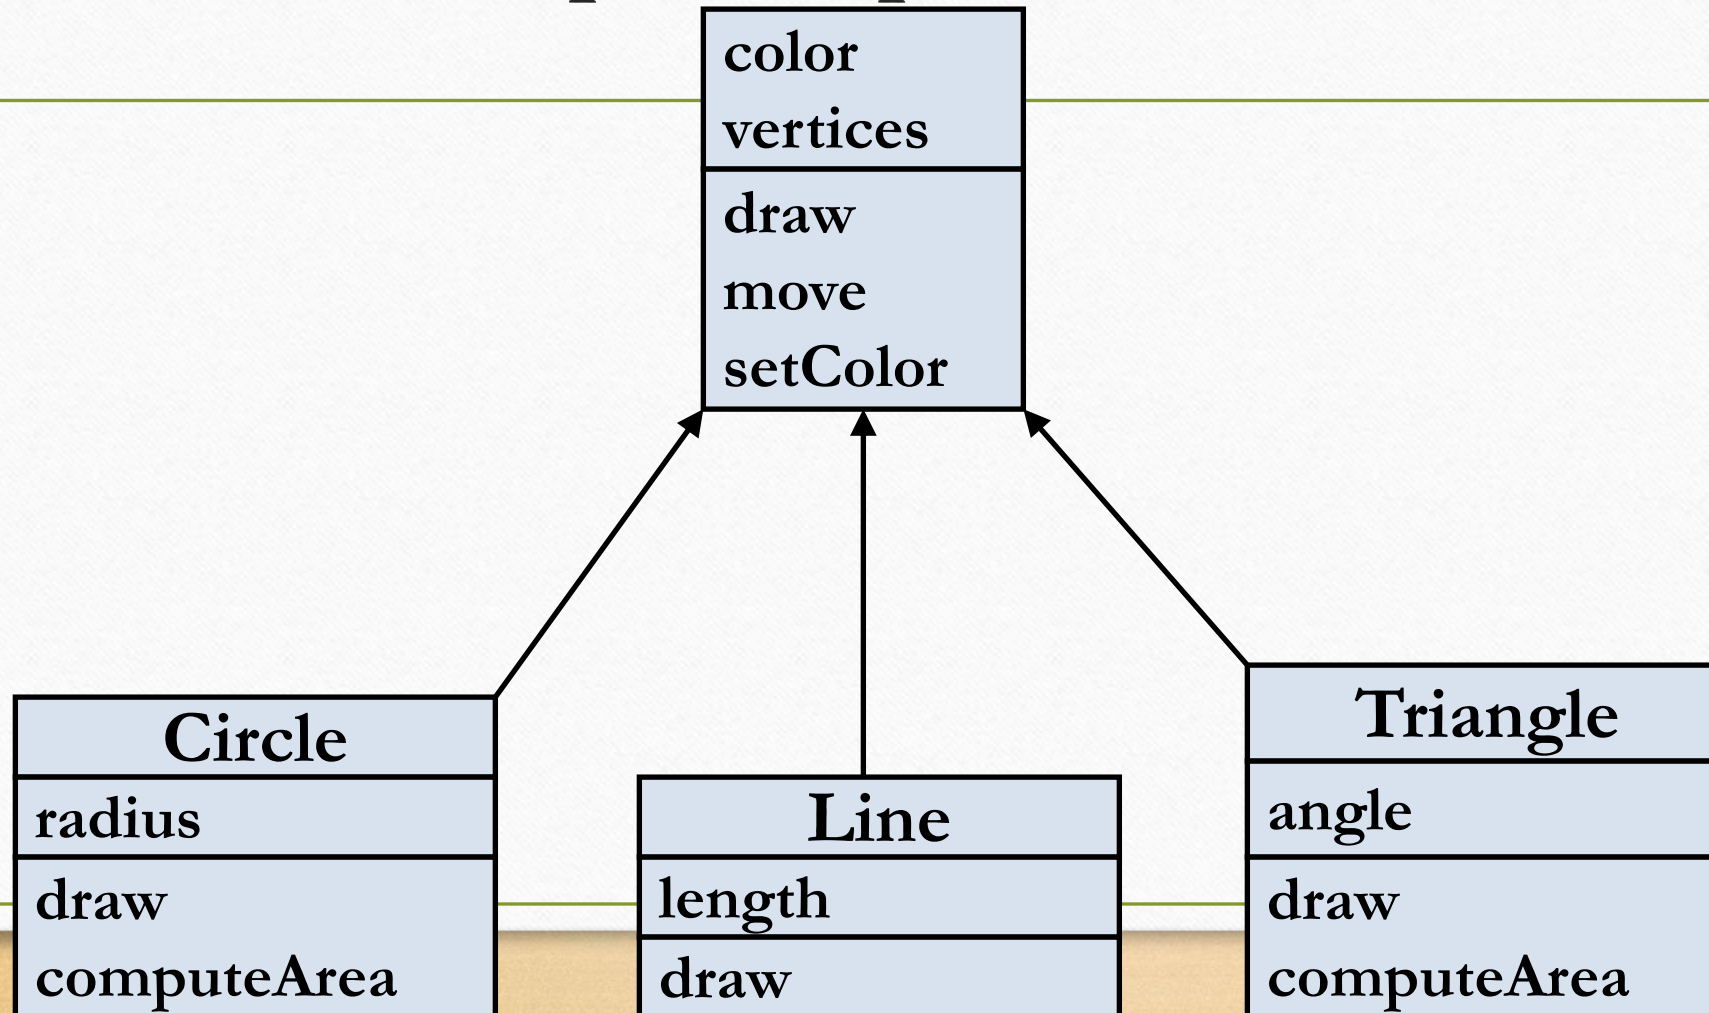 color
vertices
draw
move
setColor
Circle
radius
draw
computeArea
Line
length
draw
Triangle
angle
draw
computeArea